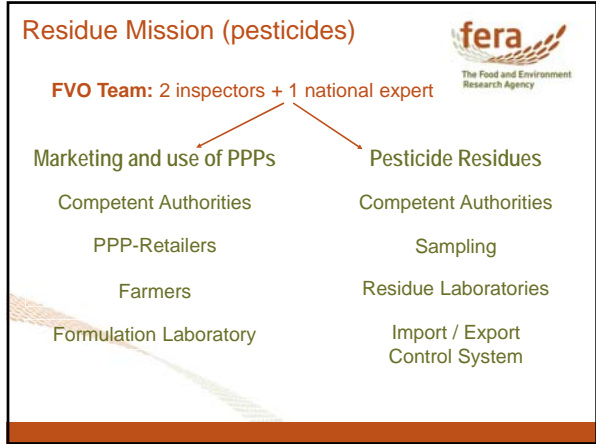 Residue Mission (pesticides)
fera
The Food and Environment
Research Agency
FVO Team: 2 inspectors + 1 national expert
Marketing and use of PPPs
Competent Authorities
PPP-Retailers
Farmers
Formulation Laboratory
Pesticide Residues
Competent Authorities
Sampling
Residue Laboratories
Import / Export
Control System